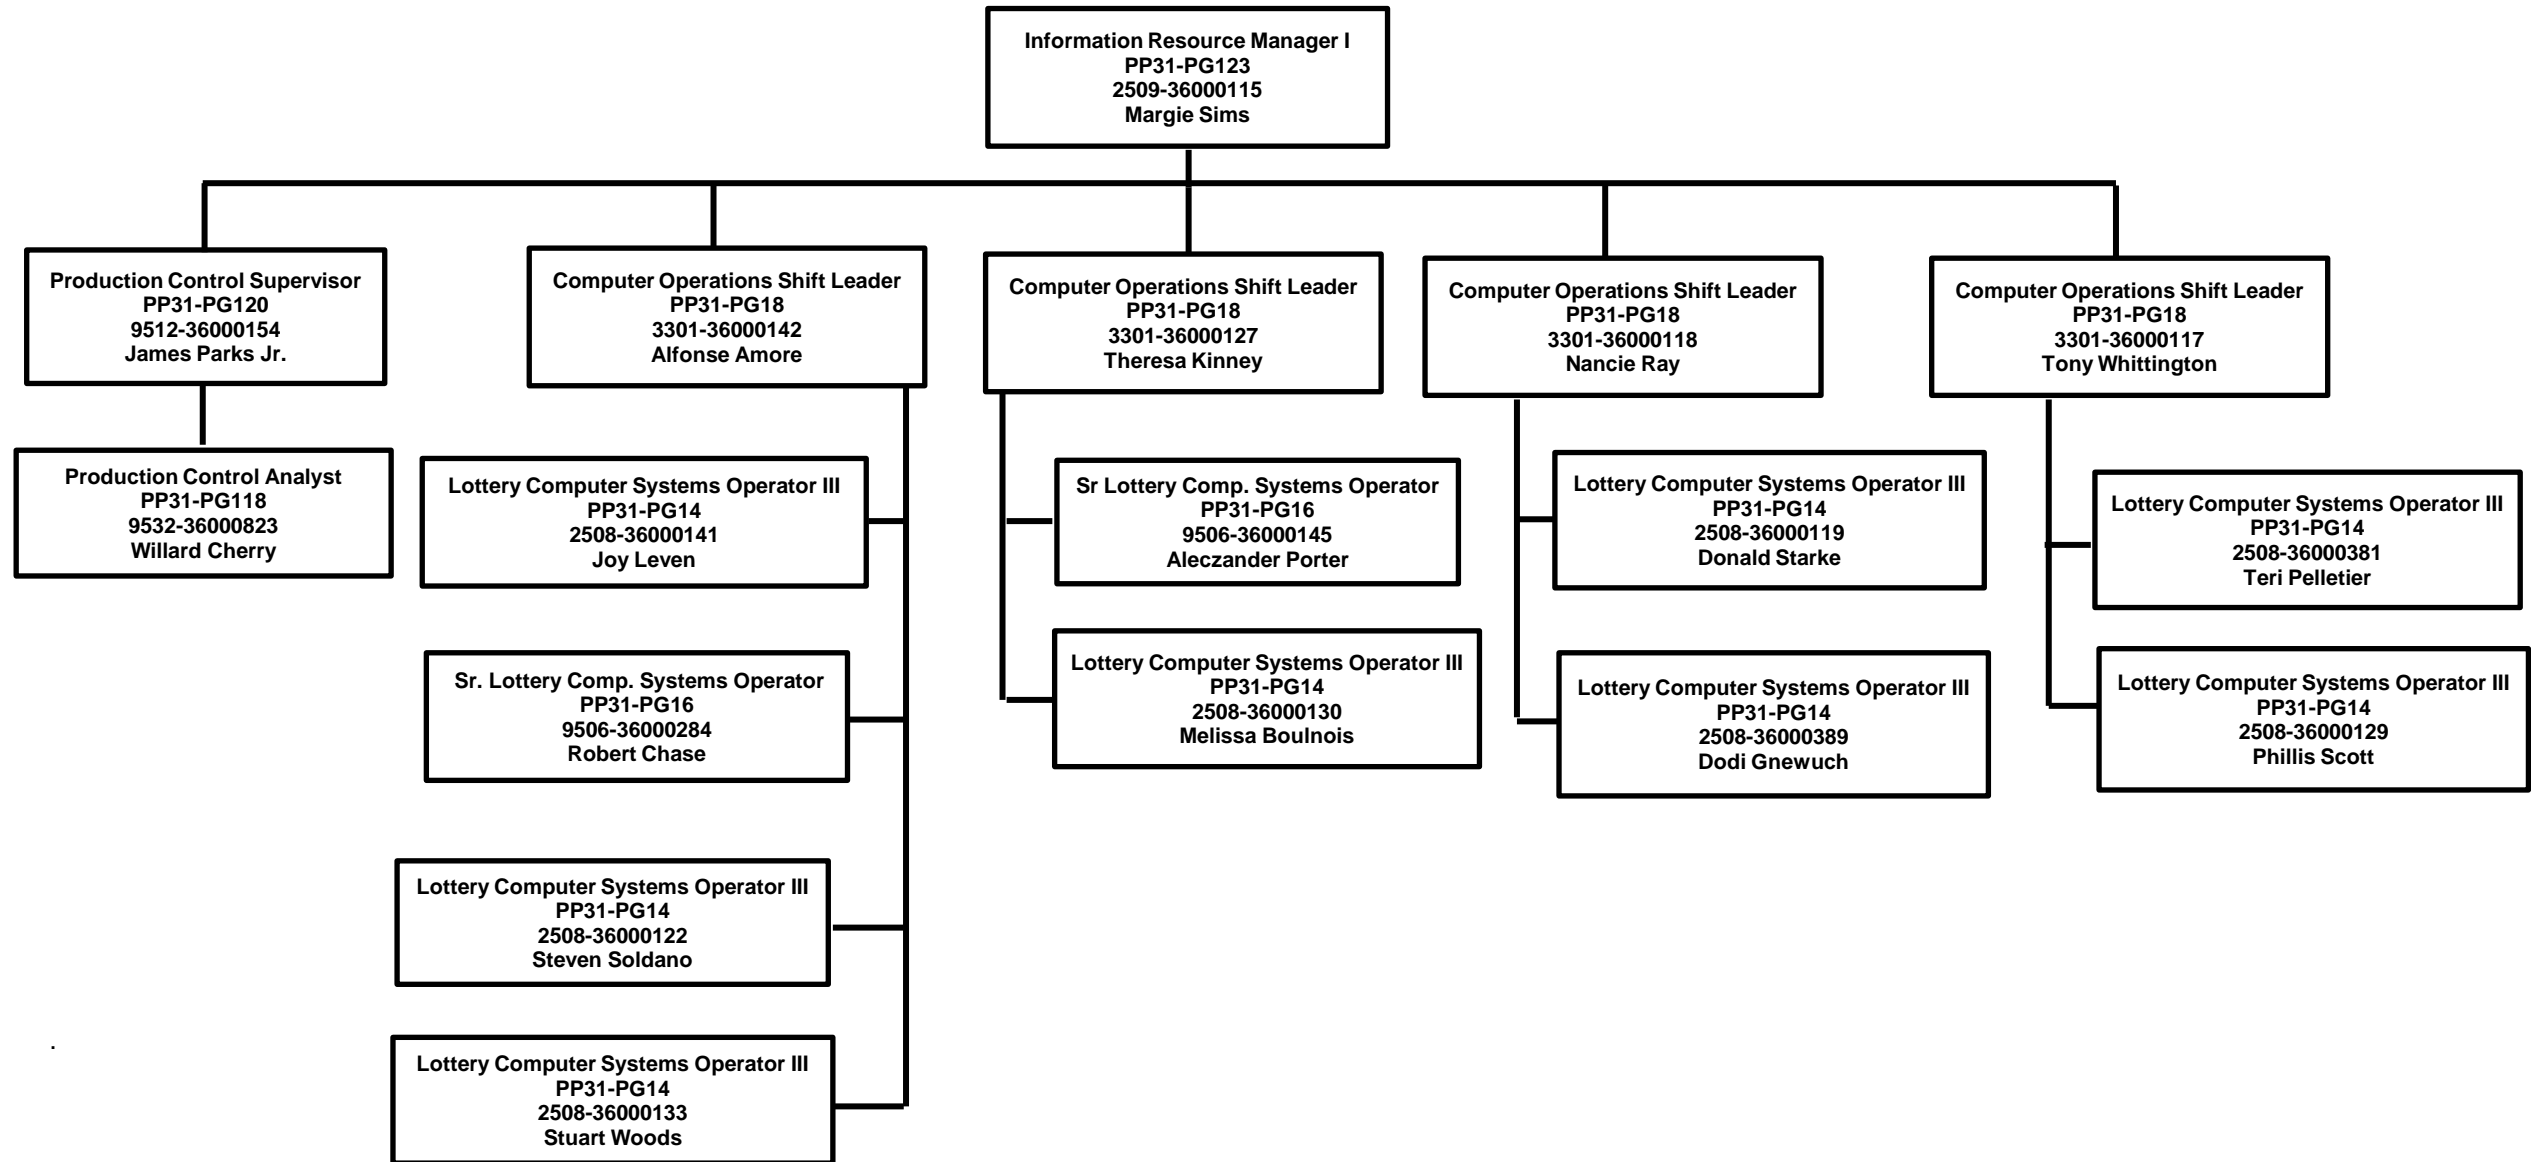 Information Resource Manager I
PP31-PG123
2509-36000115
Margie Sims
Production Control Supervisor
PP31-PG120
9512-36000154
James Parks Jr.
Computer Operations Shift Leader
PP31-PG18
3301-36000142
Alfonse Amore
Computer Operations Shift Leader
PP31-PG18
3301-36000127
Theresa Kinney
Computer Operations Shift Leader
PP31-PG18
3301-36000118
Nancie Ray
Computer Operations Shift Leader
PP31-PG18
3301-36000117
Tony Whittington
Production Control Analyst
PP31-PG118
9532-36000823
Willard Cherry
Lottery Computer Systems Operator III
PP31-PG14
2508-36000141
Joy Leven
Sr Lottery Comp. Systems Operator
PP31-PG16
9506-36000145
Aleczander Porter
Lottery Computer Systems Operator III
PP31-PG14
2508-36000119
Donald Starke
Lottery Computer Systems Operator III
PP31-PG14
2508-36000381
Teri Pelletier
Sr. Lottery Comp. Systems Operator
PP31-PG16
9506-36000284
Robert Chase
Lottery Computer Systems Operator III
PP31-PG14
2508-36000130
Melissa Boulnois
Lottery Computer Systems Operator III
PP31-PG14
2508-36000389
Dodi Gnewuch
Lottery Computer Systems Operator III
PP31-PG14
2508-36000129
Phillis Scott
Lottery Computer Systems Operator III
PP31-PG14
2508-36000122
Steven Soldano
.
Lottery Computer Systems Operator III
PP31-PG14
2508-36000133
Stuart Woods